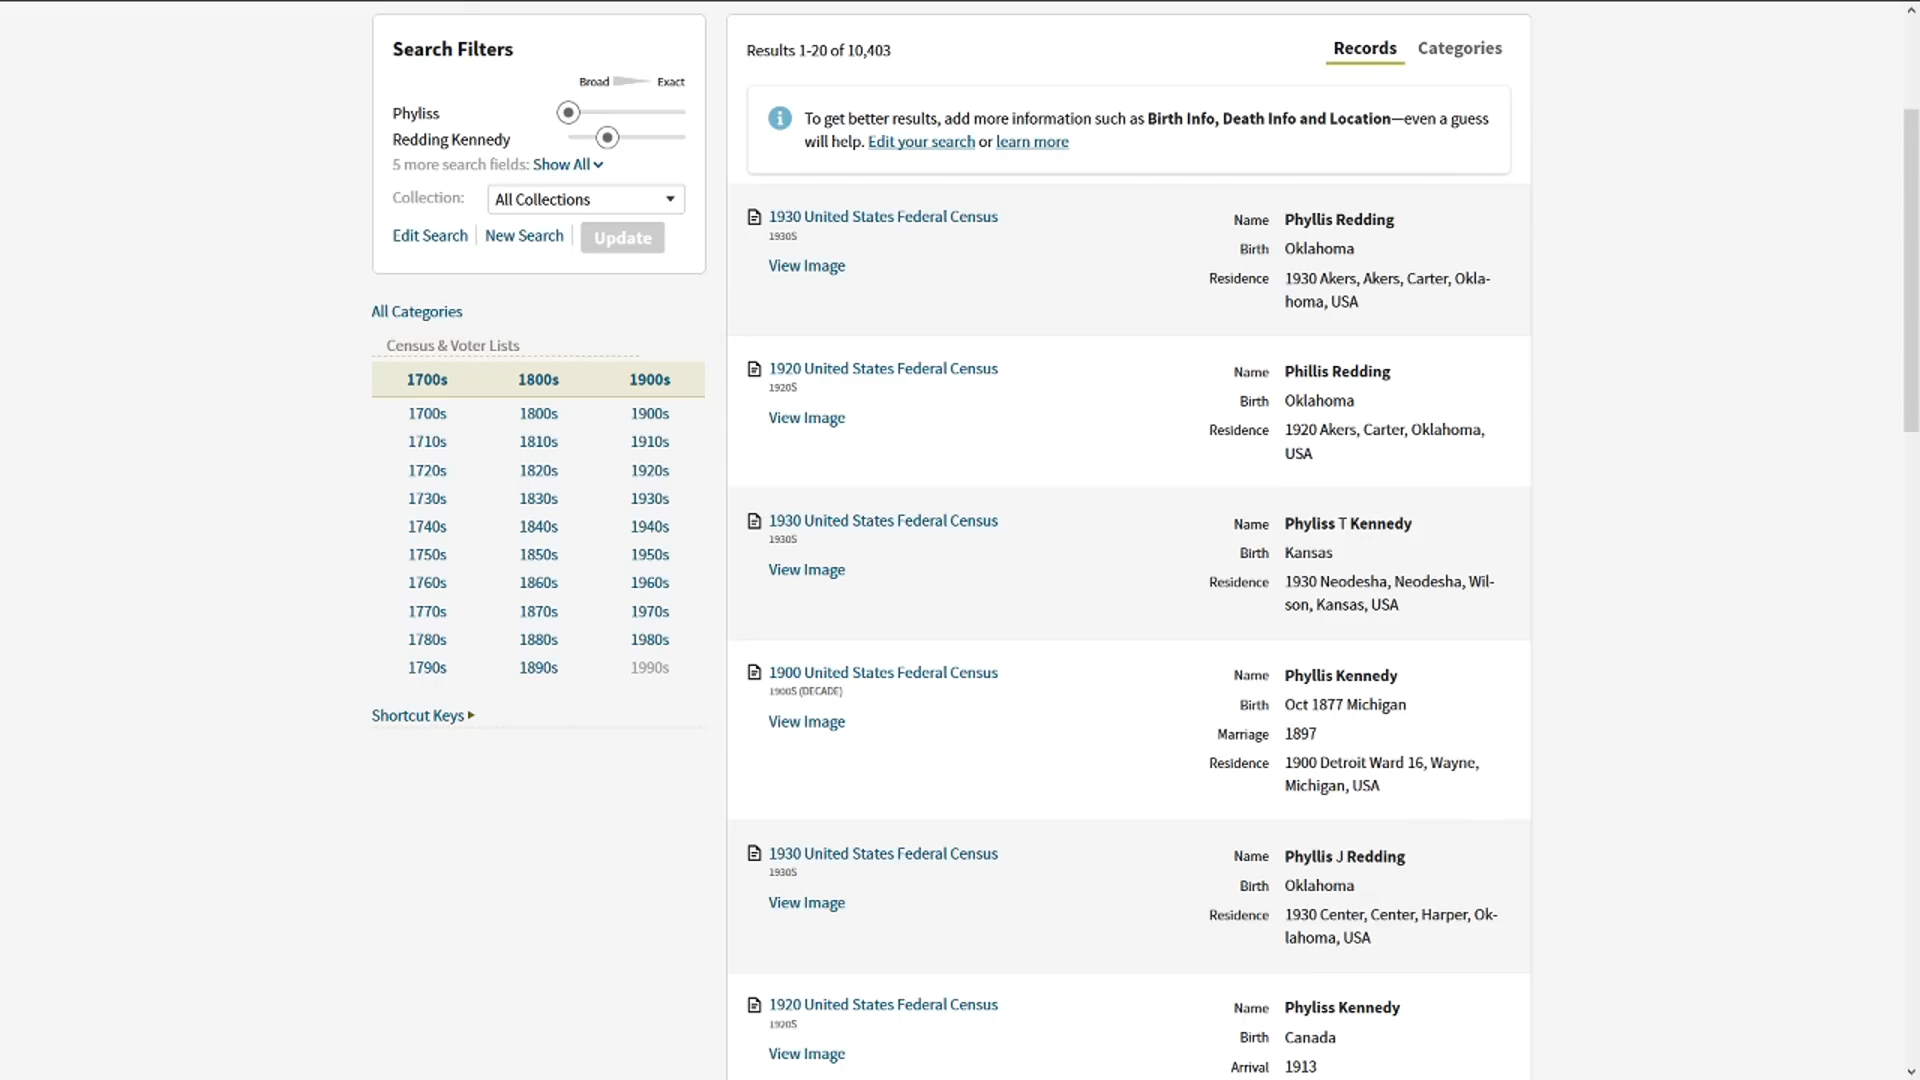 Search Filters
Broad Exact
Phyliss
Redding Kennedy
5 more search fields: Show All
Collection: All Collections
Edit Search New Search Update
All Categories
Census & Voter Lists
1700s 1800s 1900s
1700s 1800s 1900s
1710s 1810s 1910s
1720s 1820s 1920s
1730s 1830s 1930s
1740s 1840s 1940s
1750s 1850s 1950s
1760s 1860s 1960s
1770s 1870s 1970s
1780s 1880s 1980s
1790s 1890s 1990s
Shortcut Keys
Results 1-20 of 10,403
Records Categories
To get better results, add more information such as Birth Info, Death Info and Location—even a guess
will help. Edit your search or learn more
1930 United States Federal Census
1930S
View Image
Name Phyllis Redding
Birth Oklahoma
Residence 1930 Akers, Akers, Carter, Okla-
homa, USA
1920 United States Federal Census
1920S
View Image
Name Phillis Redding
Birth Oklahoma
Residence 1920 Akers, Carter, Oklahoma,
USA
1930 United States Federal Census
1930S
View Image
Name Phyliss T Kennedy
Birth Kansas
Residence 1930 Neodesha, Neodesha, Wil-
son, Kansas, USA
1900 United States Federal Census
1900S (DECADE)
View Image
Name Phyllis Kennedy
Birth Oct 1877 Michigan
Marriage 1897
Residence 1900 Detroit Ward 16, Wayne,
Michigan, USA
1930 United States Federal Census
1930S
View Image
Name Phyllis J Redding
Birth Oklahoma
Residence 1930 Center, Center, Harper, Ok-
lahoma, USA
1920 United States Federal Census
1920S
View Image
Name Phyliss Kennedy
Birth Canada
Arrival 1913